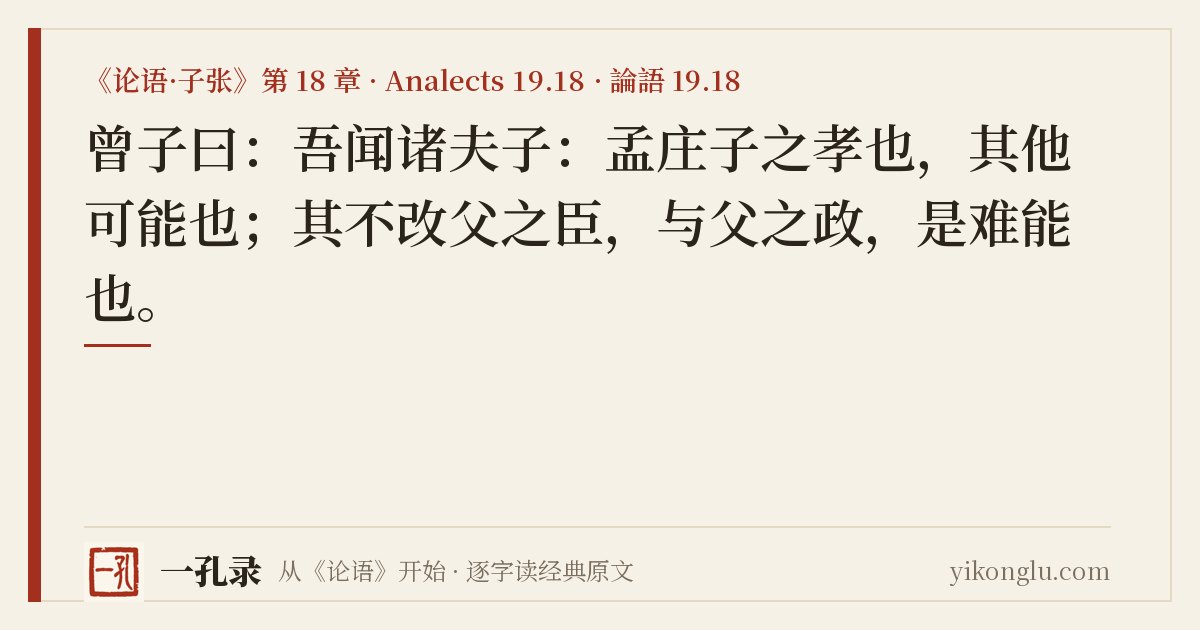 《论语·子张》第 18 章 · Analects 19.18 · 論語 19.18
曾子曰：吾闻诸夫子：孟庄子之孝也，其他
可能也；其不改父之臣，与父之政，是难能
也。
一孔 一孔录 从《论语》开始 · 逐字读经典原文 yikonglu.com